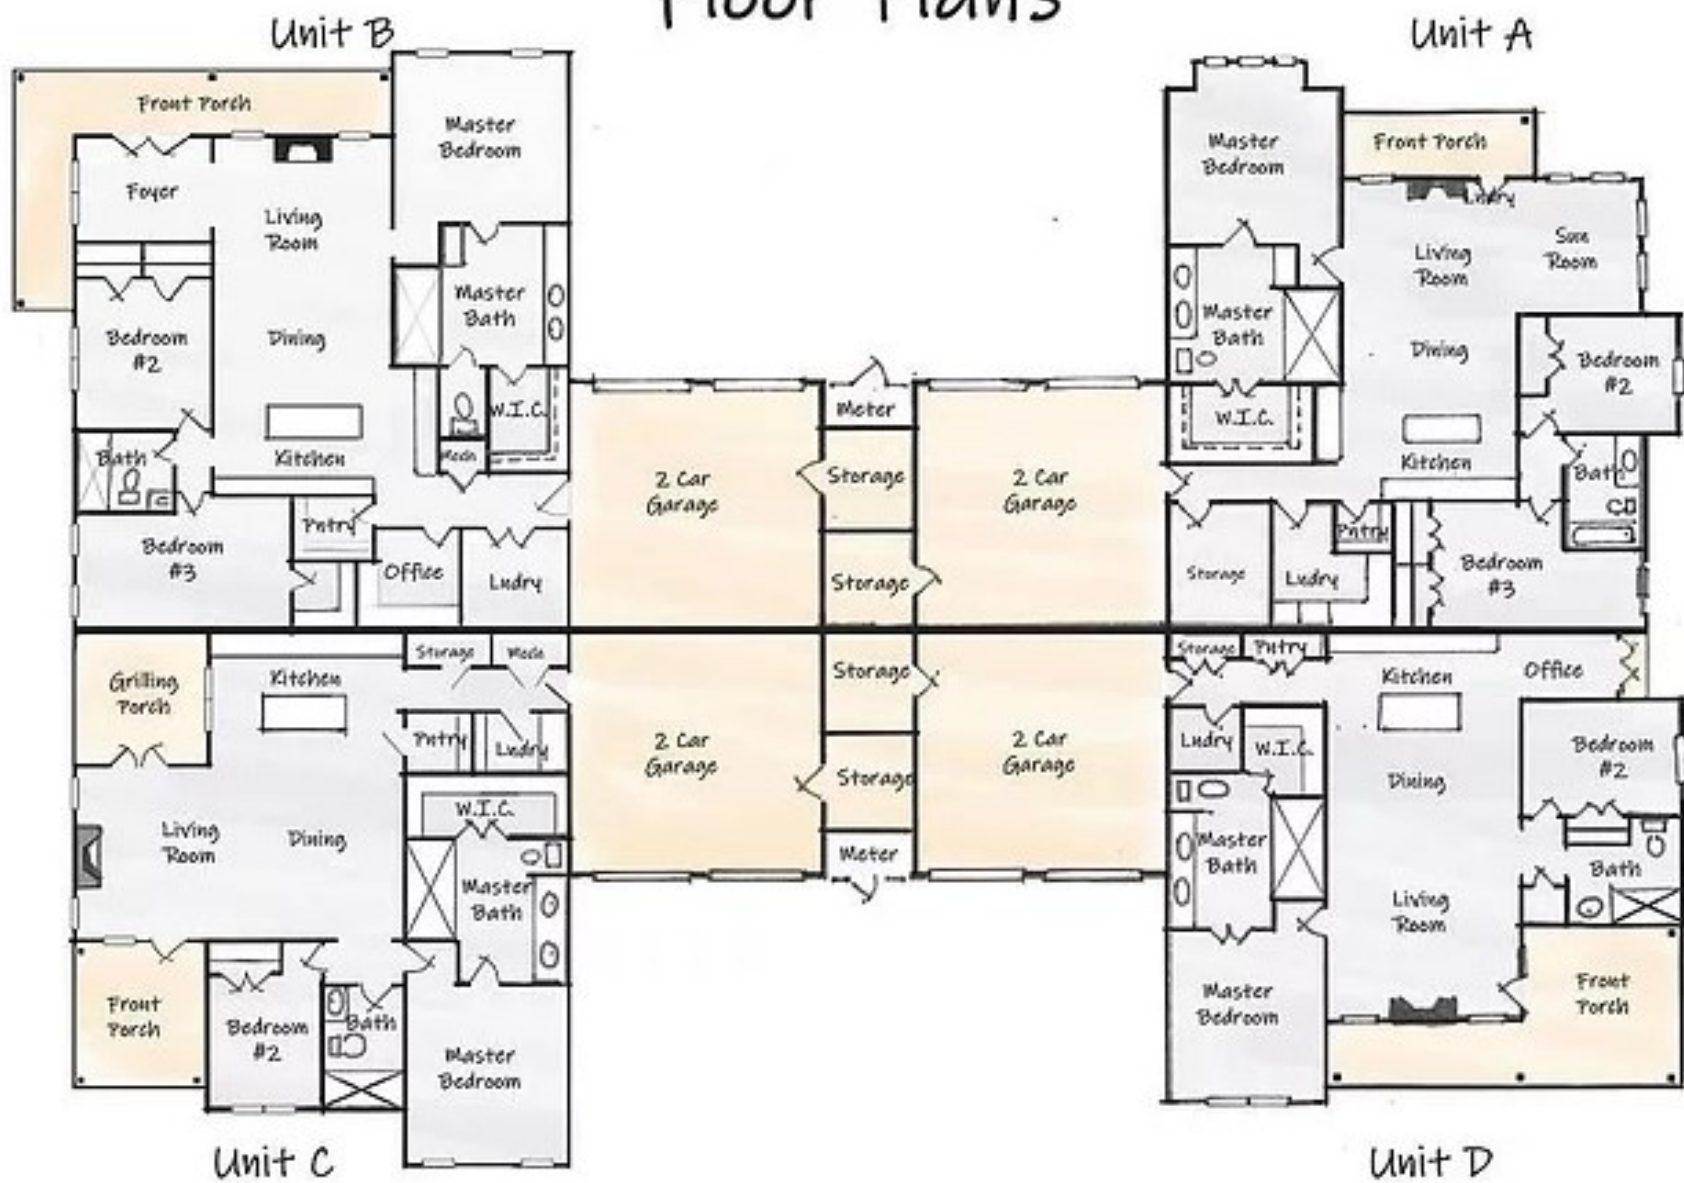 Floor Plans
Unit B
Unit A
Front Porch
Master
Bedroom
Foyer
Living
Room
Master
Bath
Bedroom
#2
Dining
W.I.C.
Bath
Kitchen
Mech
Pntry
Bedroom
#3
Office
Lndry
Meter
2 Car
Garage
Storage
2 Car
Garage
Storage
Master
Bedroom
Front Porch
Lndry
Living
Room
Sun
Room
Master
Bath
Dining
Bedroom
#2
W.I.C.
Kitchen
Bath
Pntry
Storage
Lndry
Bedroom
#3
Grilling
Porch
Kitchen
Storage
Mech
Pntry
Lndry
W.I.C.
Living
Room
Dining
Master
Bath
Front
Porch
Bedroom
#2
Bath
Master
Bedroom
Storage
2 Car
Garage
2 Car
Garage
Storage
Meter
Storage
Pntry
Kitchen
Office
Lndry
W.I.C.
Bedroom
#2
Dining
Master
Bath
Bath
Living
Room
Master
Bedroom
Front
Porch
Unit C
Unit D